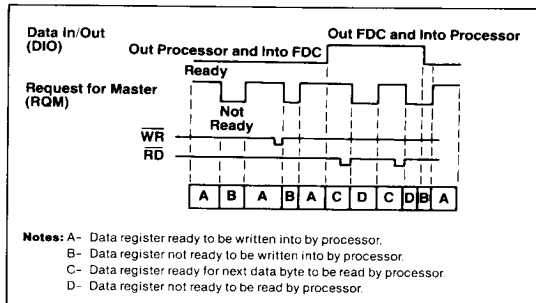 Out FDC and Into Processor
Data In/Out
(DIO)
Out Processor and Into FDC
Ready
Request for Master
(RQM)
Not
Ready
WR
RD
A B A B A C D C D B A
Notes: A- Data register ready to be written into by processor.
B- Data register not ready to be written into by processor.
C- Data register ready for next data byte to be read by processor.
D- Data register not ready to be read by processor.